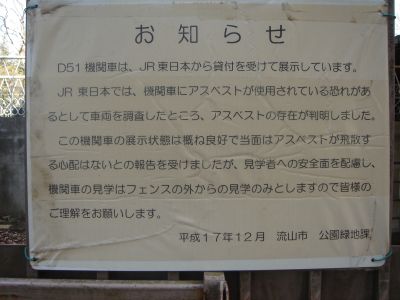 お知らせ
D51機関車は、JR東日本から貸付を受けて展示しています。
JR東日本では、機関車にアスベストが使用されている恐れがあ
るとして車両を調査したところ、アスベストの存在が判明しました。
この機関車の展示状態は概ね良好で当面はアスベストが飛散す
る心配はないとの報告を受けましたが、見学者への安全面を配慮し、
機関車の見学はフェンスの外からの見学のみとしますので皆様の
ご理解をお願いします。
平成17年12月 流山市 公園緑地課